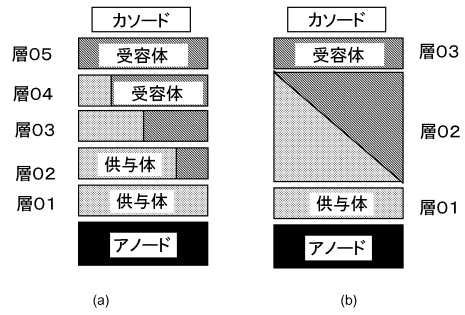 カソード
層05
受容体
層04
受容体
層03
層02
供与体
層01
供与体
アノード
(a)
カソード
受容体
層03
層02
供与体
層01
アノード
(b)